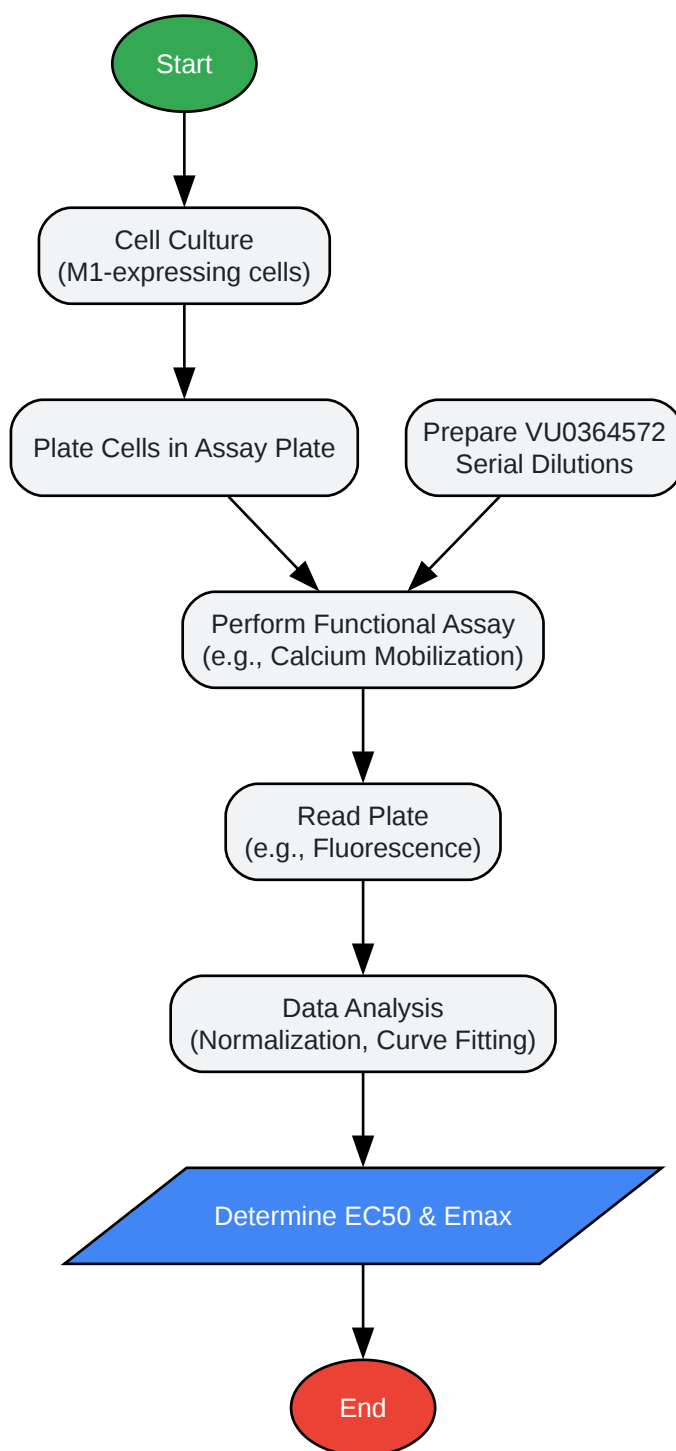 Start
Cell Culture
(M1-expressing cells)
Plate Cells in Assay Plate
Prepare VU0364572
Serial Dilutions
Perform Functional Assay
(e.g., Calcium Mobilization)
Read Plate
(e.g., Fluorescence)
Data Analysis
(Normalization, Curve Fitting)
Determine EC50 & Emax
End